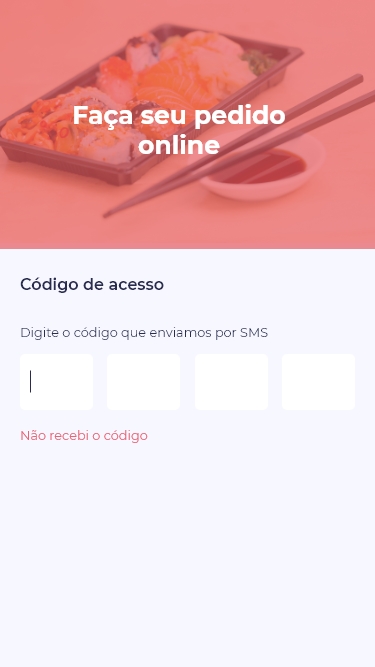 Faça seu pedido
online
Código de acesso
Digite o código que enviamos por SMS
Não recebi o código